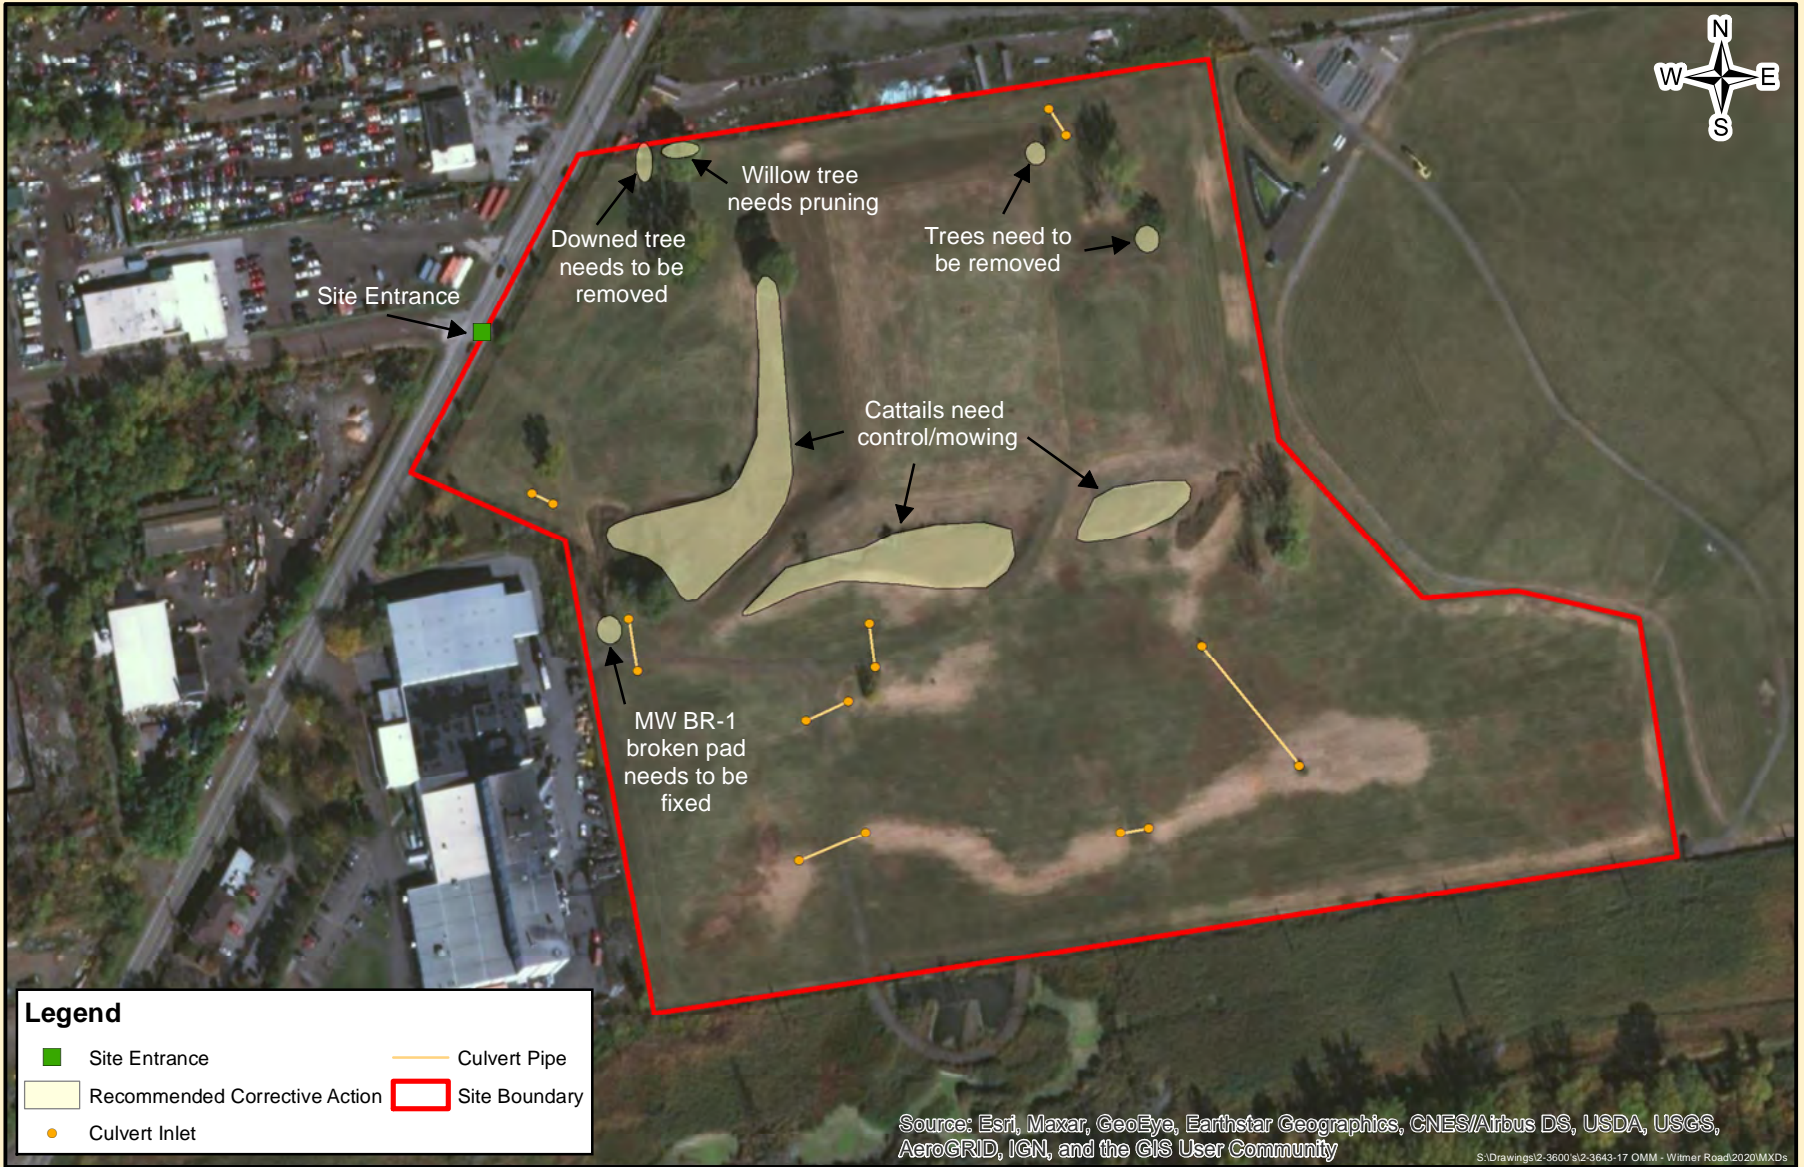 N
W E
S
Willow tree
needs pruning
Downed tree
needs to be
removed
Trees need to
be removed
Site Entrance
Cattails need
control/mowing
MW BR-1
broken pad
needs to be
fixed
Legend
Site Entrance
Culvert Pipe
Recommended Corrective Action
Site Boundary
Culvert Inlet
Source: Esri, Maxar, GeoEye, Earthstar Geographics, CNES/Airbus DS, USDA, USGS,
AeroGRID, IGN, and the GIS User Community
S:\Drawings\2-3600's\2-3643-17 OMM - Witmer Road\2020\MXDs